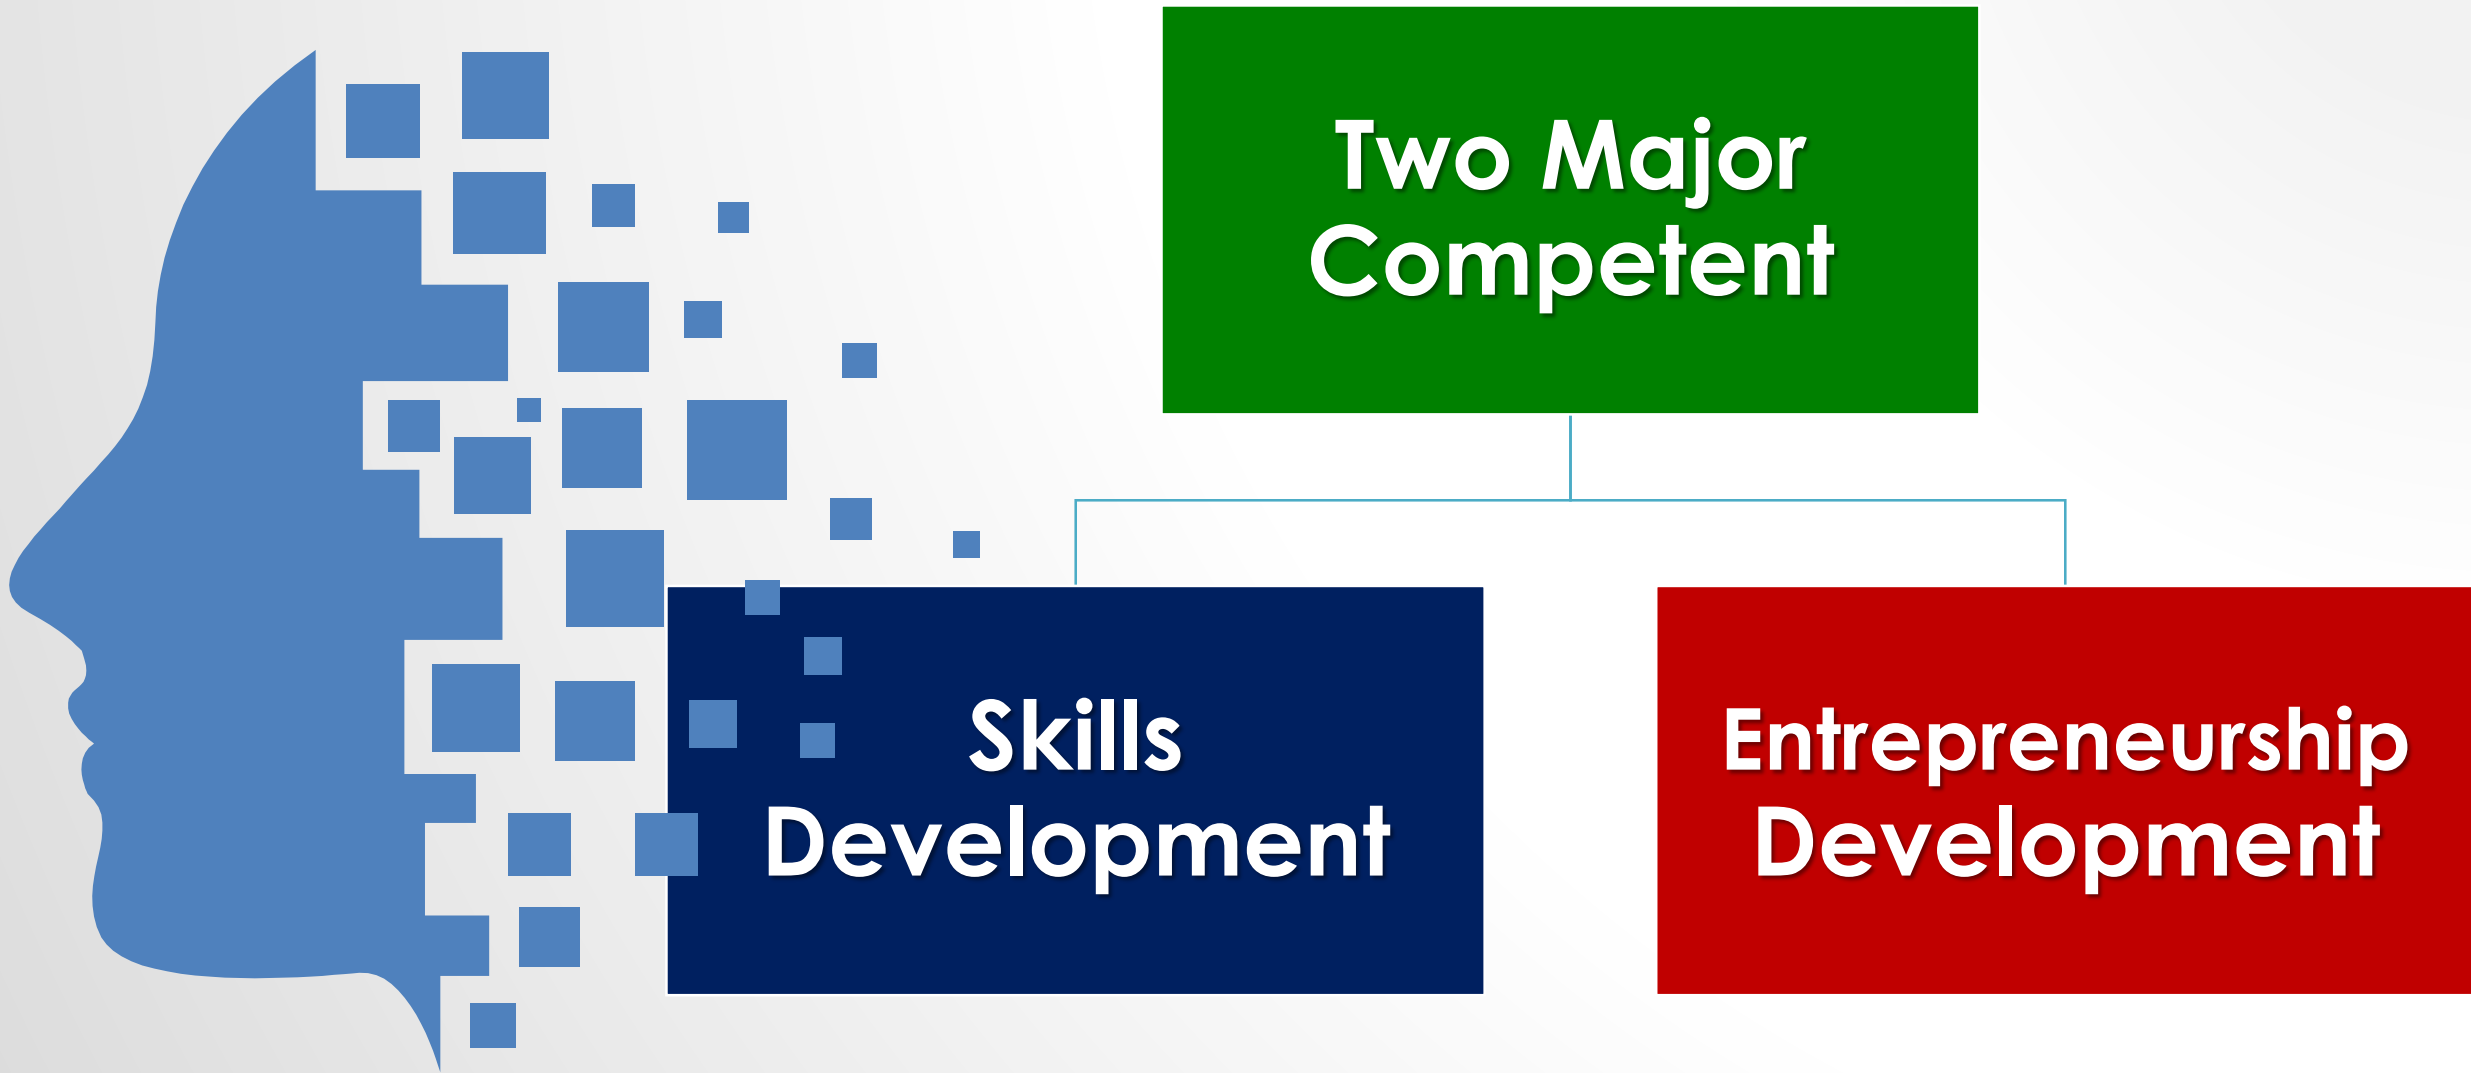 Two Major
Competent
Skills
Development
Entrepreneurship
Development